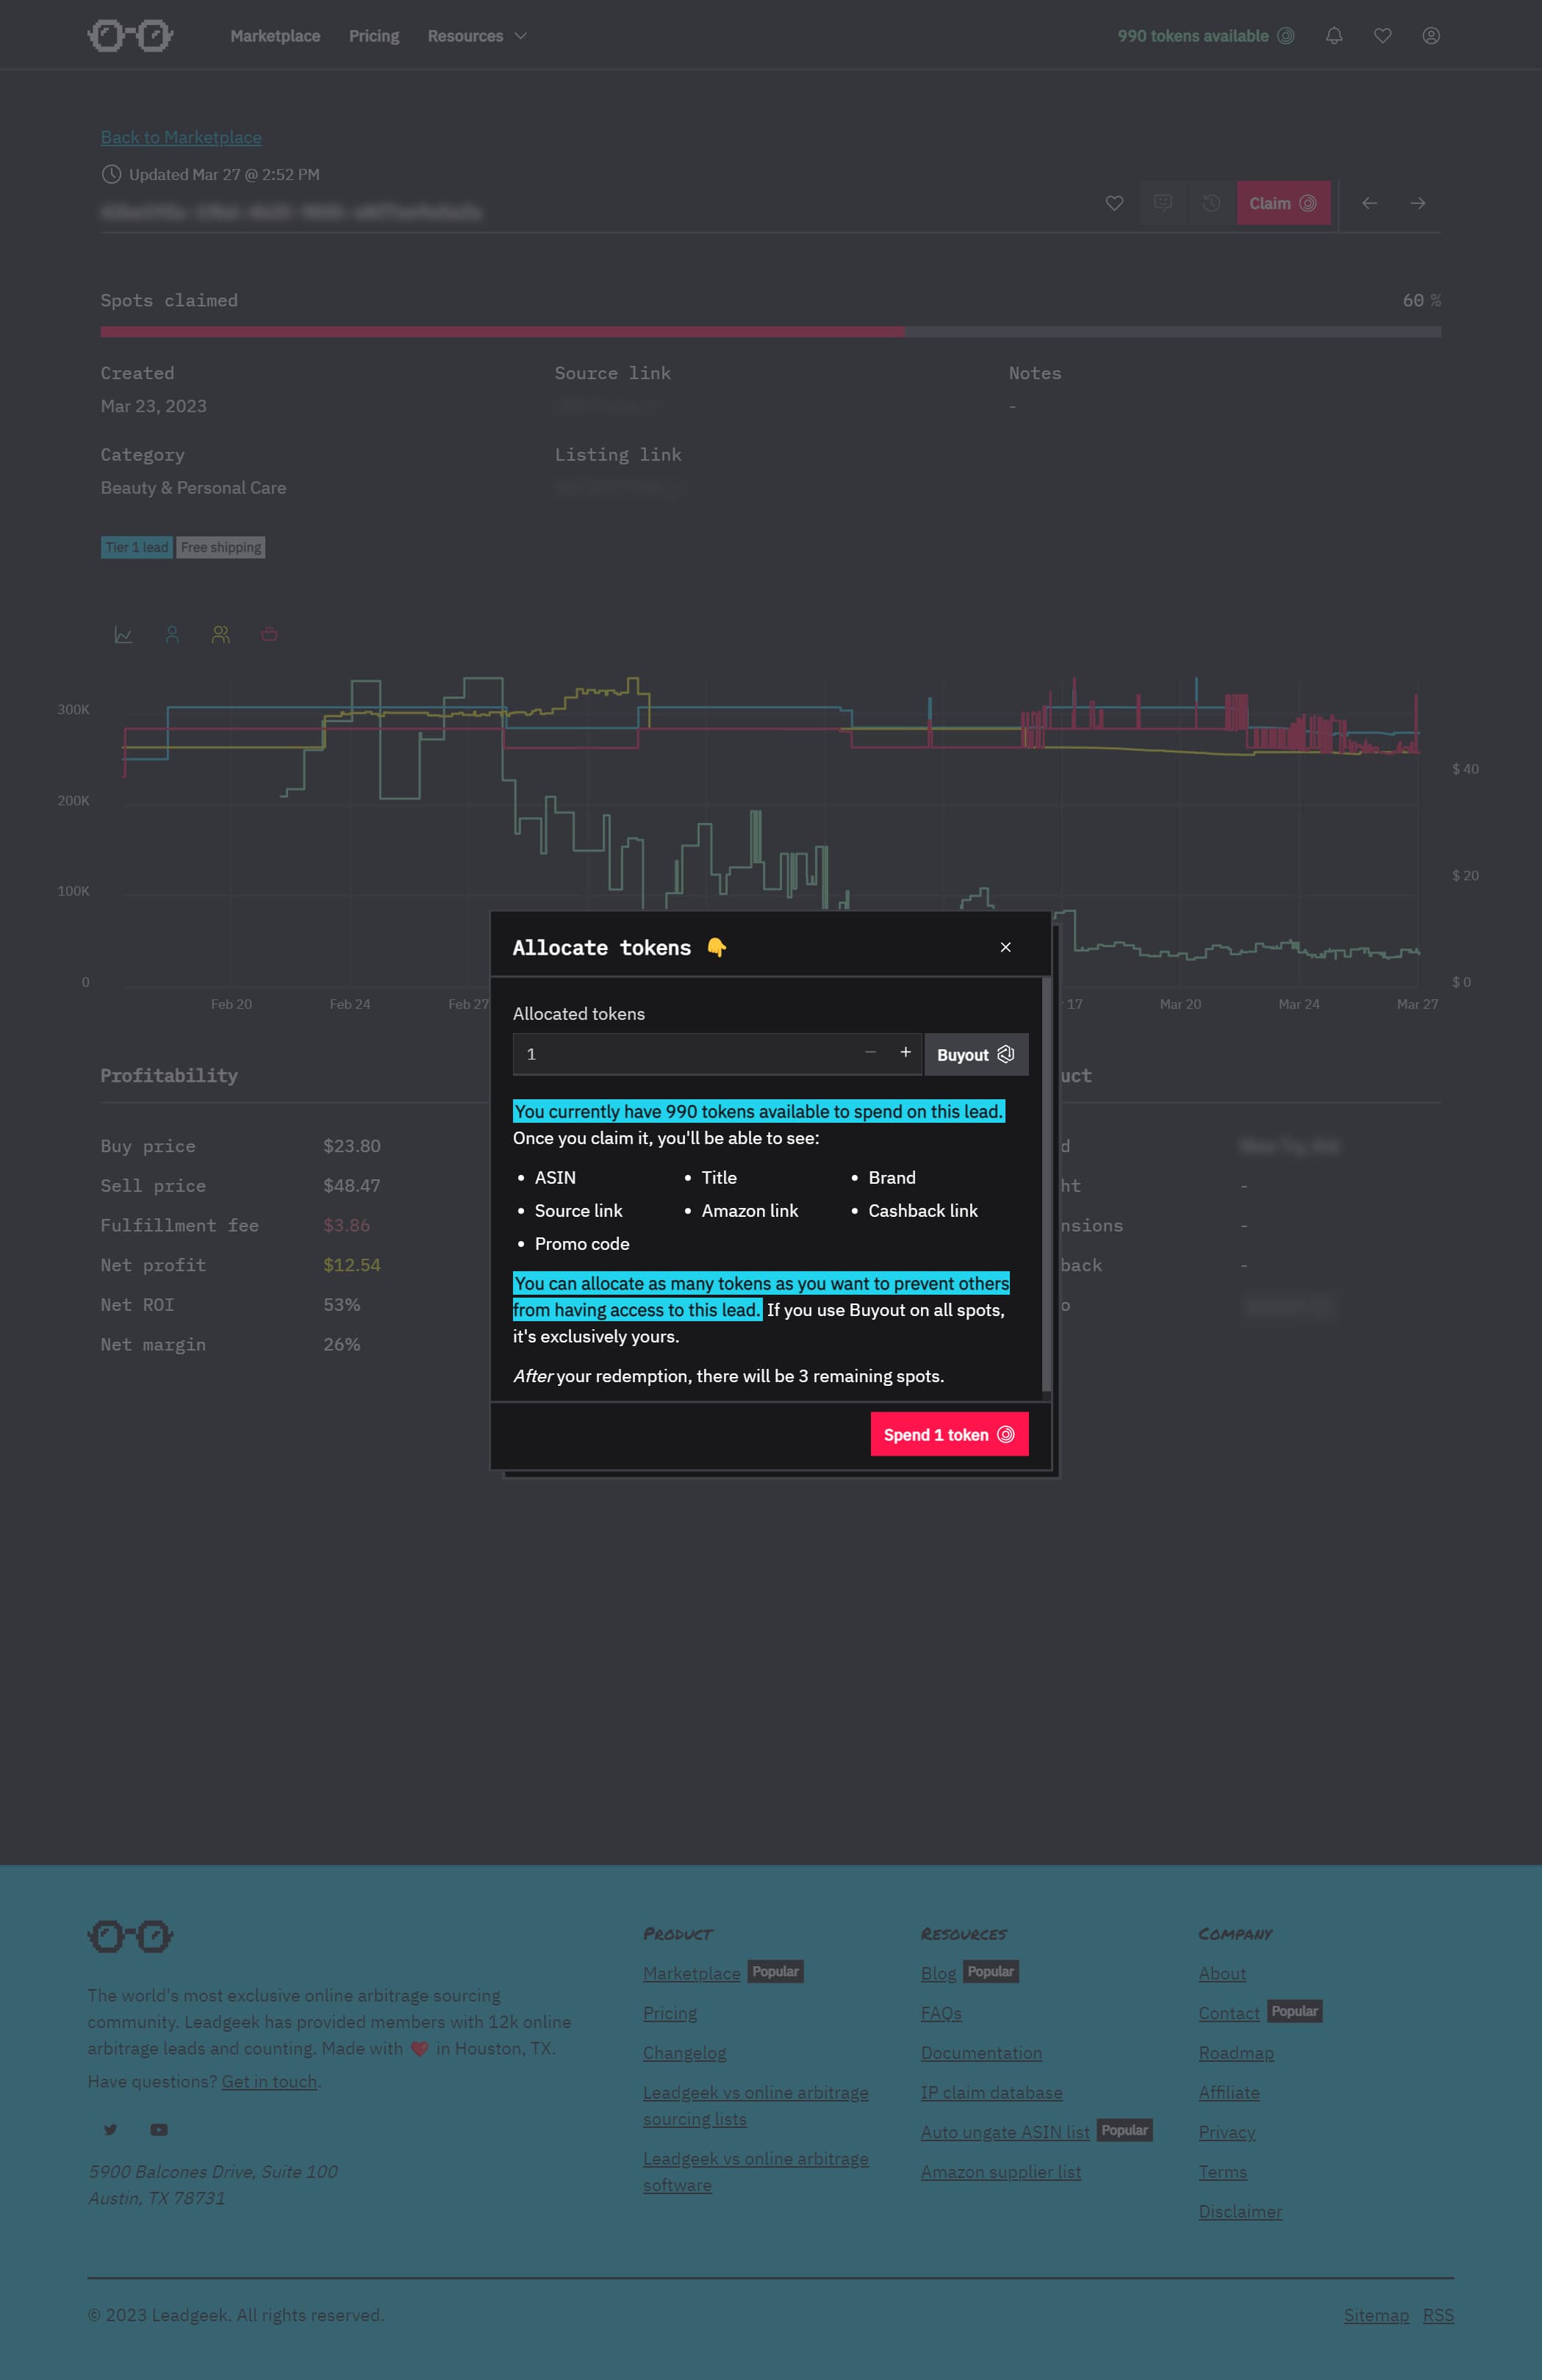 Marketplace Pricing Resources 990 tokens available
Back to Marketplace
Updated Mar 27 @ 2:52 PM
Claim
Spots claimed 60 %
Created Source link Notes
Mar 23, 2023 -
Category Listing link
Beauty & Personal Care
Tier 1 lead Free shipping
300K
$ 40
200K
100K
$ 20
0 $ 0
Feb 20 Feb 24 Feb 27 17 Mar 20 Mar 24 Mar 27
Allocate tokens 👇
Allocated tokens
1 − + Buyout
You currently have 990 tokens available to spend on this lead.
Once you claim it, you'll be able to see:
• ASIN • Title • Brand
• Source link • Amazon link • Cashback link
• Promo code
You can allocate as many tokens as you want to prevent others
from having access to this lead. If you use Buyout on all spots,
it's exclusively yours.
After your redemption, there will be 3 remaining spots.
Spend 1 token
Profitability uct
Buy price $23.80 d
Sell price $48.47 ht -
Fulfillment fee $3.86 nsions -
Net profit $12.54 back -
Net ROI 53% o
Net margin 26%
The world's most exclusive online arbitrage sourcing
community. Leadgeek has provided members with 12k online
arbitrage leads and counting. Made with ❤ in Houston, TX.
Have questions? Get in touch.
5900 Balcones Drive, Suite 100
Austin, TX 78731
Product
Marketplace Popular
Pricing
Changelog
Leadgeek vs online arbitrage
sourcing lists
Leadgeek vs online arbitrage
software
Resources
Blog Popular
FAQs
Documentation
IP claim database
Auto ungate ASIN list Popular
Amazon supplier list
Company
About
Contact Popular
Roadmap
Affiliate
Privacy
Terms
Disclaimer
© 2023 Leadgeek. All rights reserved. Sitemap RSS